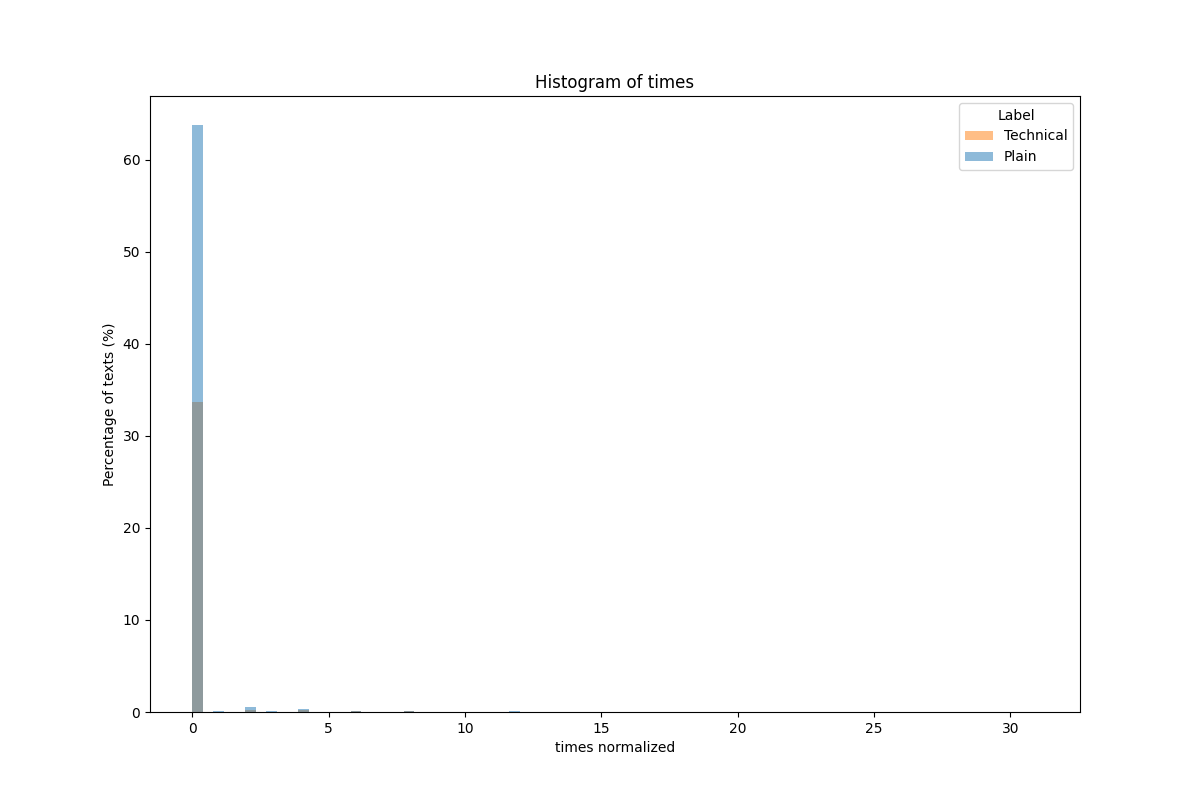 Histogram of times
Label
Technical
Plain
Percentage of texts (%)
60
50
40
30
20
10
0
0 5 10 15 20 25 30
times normalized